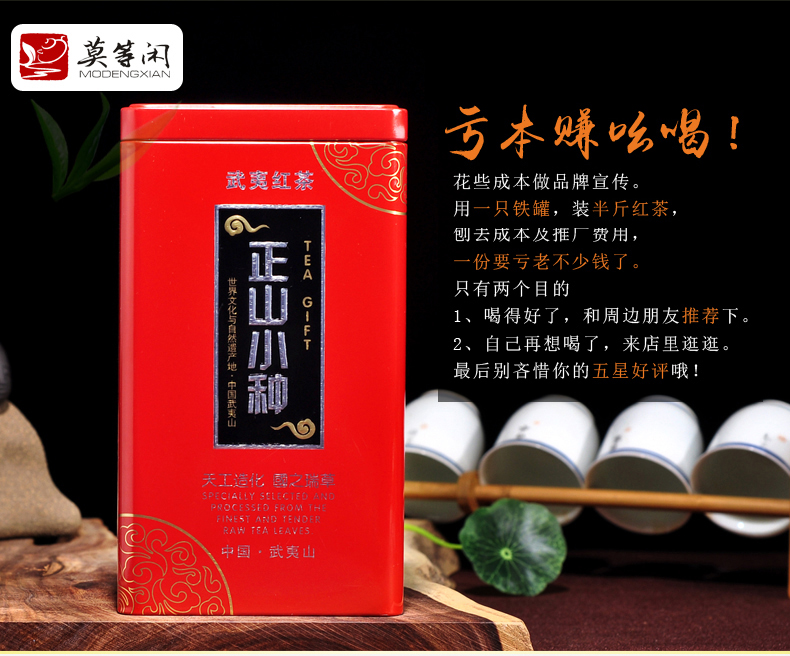 莫等闲
MODENGXIAN
亏本赚吆喝!
花些成本做品牌宣传。
用一只铁罐,装半斤红茶,
刨去成本及推广费用,
一份要亏老不少钱了。
只有两个目的
1、喝得好了,和周边朋友推荐下。
2、自己再想喝了,来店里逛逛。
最后别吝惜你的五星好评哦!
武夷红茶
正山小种
TEA GIFT
世界文化与自然遗产地·中国武夷山
SPECIALLY SELECTED AND
PROCESSED FROM THE
FINEST AND TENDER
RAW TEA LEAVES
中国·武夷山